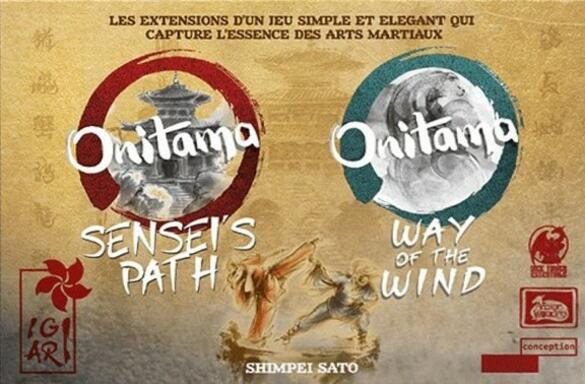 LES EXTENSIONS D'UN JEU SIMPLE ET ELEGANT QUI
CAPTURE L'ESSENCE DES ARTS MARTIAUX
Onitama
SENSEI'S
PATH
Onitama
WAY
OF THE
WIND
IGARI
conception
SHIMPEI SATO